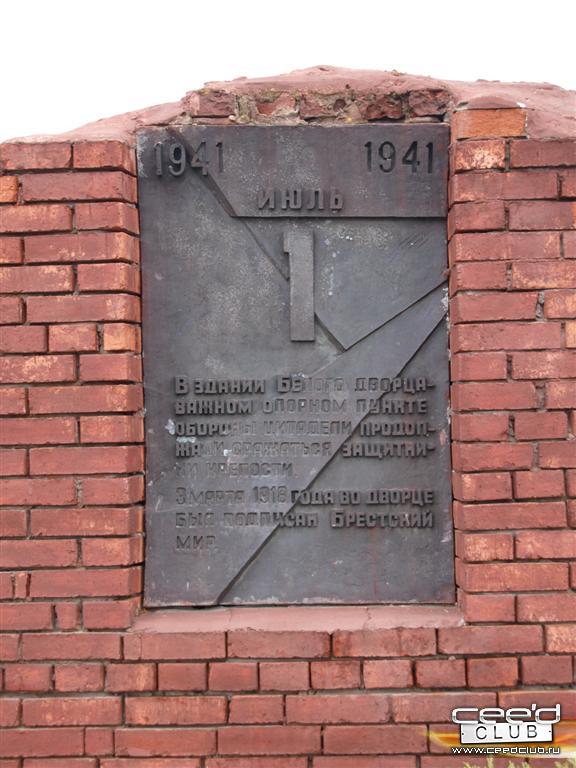 1941 1941
ИЮЛЬ
1
В ЗДАНИИ БЕЛОГО ДВОРЦА-
ВАЖНОМ ОПОРНОМ ПУНКТЕ
ОБОРОНЫ ЦИТАДЕЛИ ПРОДОЛ-
ЖАЛИ СРАЖАТЬСЯ ЗАЩИТНИ-
КИ КРЕПОСТИ.
3 МАРТА 1918 ГОДА ВО ДВОРЦЕ
БЫЛ ПОДПИСАН БРЕСТСКИЙ
МИР.
cee'd
CLUB
www.ceedclub.ru